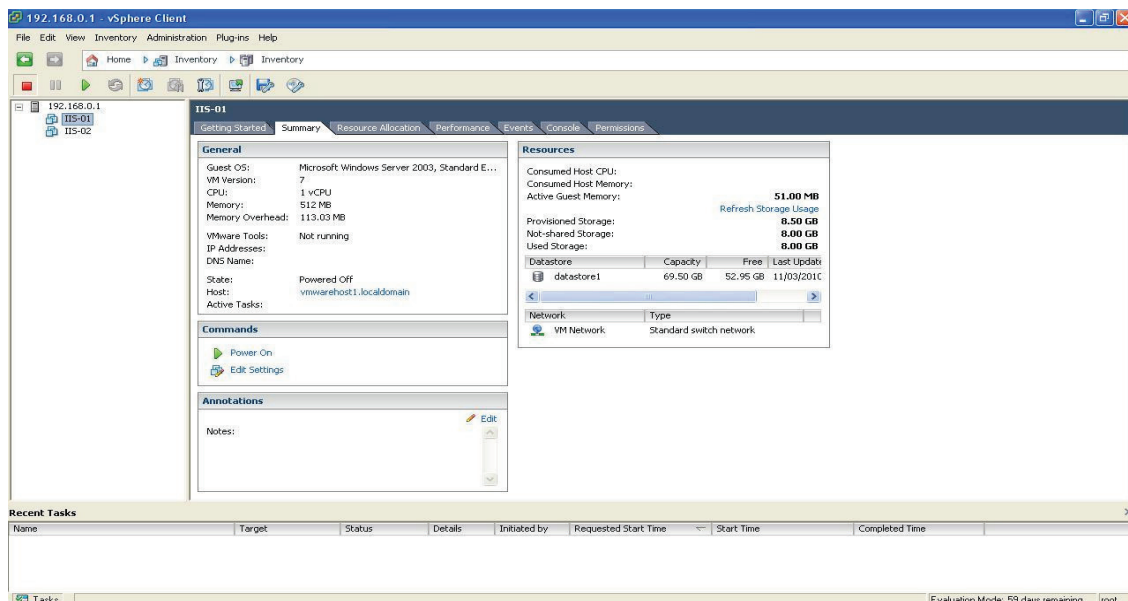 192.168.0.1 - vSphere Client
File Edit View Inventory Administration Plug-ins Help
Home Inventory Inventory
192.168.0.1
IIS-01
IIS-02
IIS-01
Getting Started Summary Resource Allocation Performance Events Console Permissions
General
Guest OS: Microsoft Windows Server 2003, Standard E...
VM Version: 7
CPU: 1 vCPU
Memory: 512 MB
Memory Overhead: 113.03 MB
VMware Tools: Not running
IP Addresses:
DNS Name:
State: Powered Off
Host: vmwarehost1.localdomain
Active Tasks:
Commands
Power On
Edit Settings
Annotations
Edit
Notes:
Resources
Consumed Host CPU:
Consumed Host Memory:
Active Guest Memory: 51.00 MB
Refresh Storage Usage
Provisioned Storage: 8.50 GB
Not-shared Storage: 8.00 GB
Used Storage: 8.00 GB
Datastore Capacity Free Last Update
datastore1 69.50 GB 52.95 GB 11/03/201
Network Type
VM Network Standard switch network
Recent Tasks
Name Target Status Details Initiated by Requested Start Time Start Time Completed Time
Tasks Evaluation Mode: 59 days remaining root